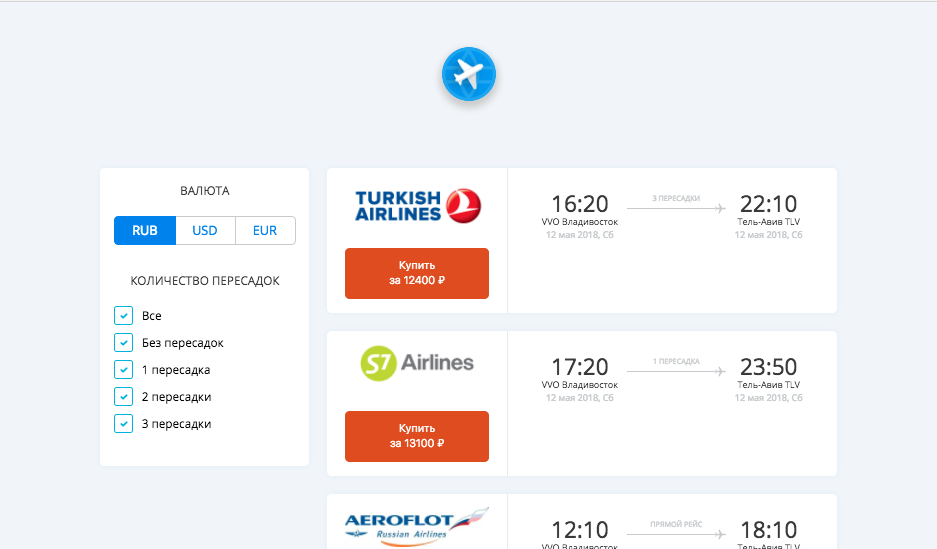 ВАЛЮТА
RUB USD EUR
КОЛИЧЕСТВО ПЕРЕСАДОК
Все
Без пересадок
1 пересадка
2 пересадки
3 пересадки
TURKISH
AIRLINES
Купить
за 12400 ₽
16:20
VVO Владивосток
12 мая 2018, Сб
3 ПЕРЕСАДКИ
22:10
Тель-Авив TLV
12 мая 2018, Сб
S7 Airlines
Купить
за 13100 ₽
17:20
VVO Владивосток
12 мая 2018, Сб
1 ПЕРЕСАДКА
23:50
Тель-Авив TLV
12 мая 2018, Сб
AEROFLOT
Russian Airlines
12:10
VVO Владивосток
ПРЯМОЙ РЕЙС
18:10
Тель-Авив TLV